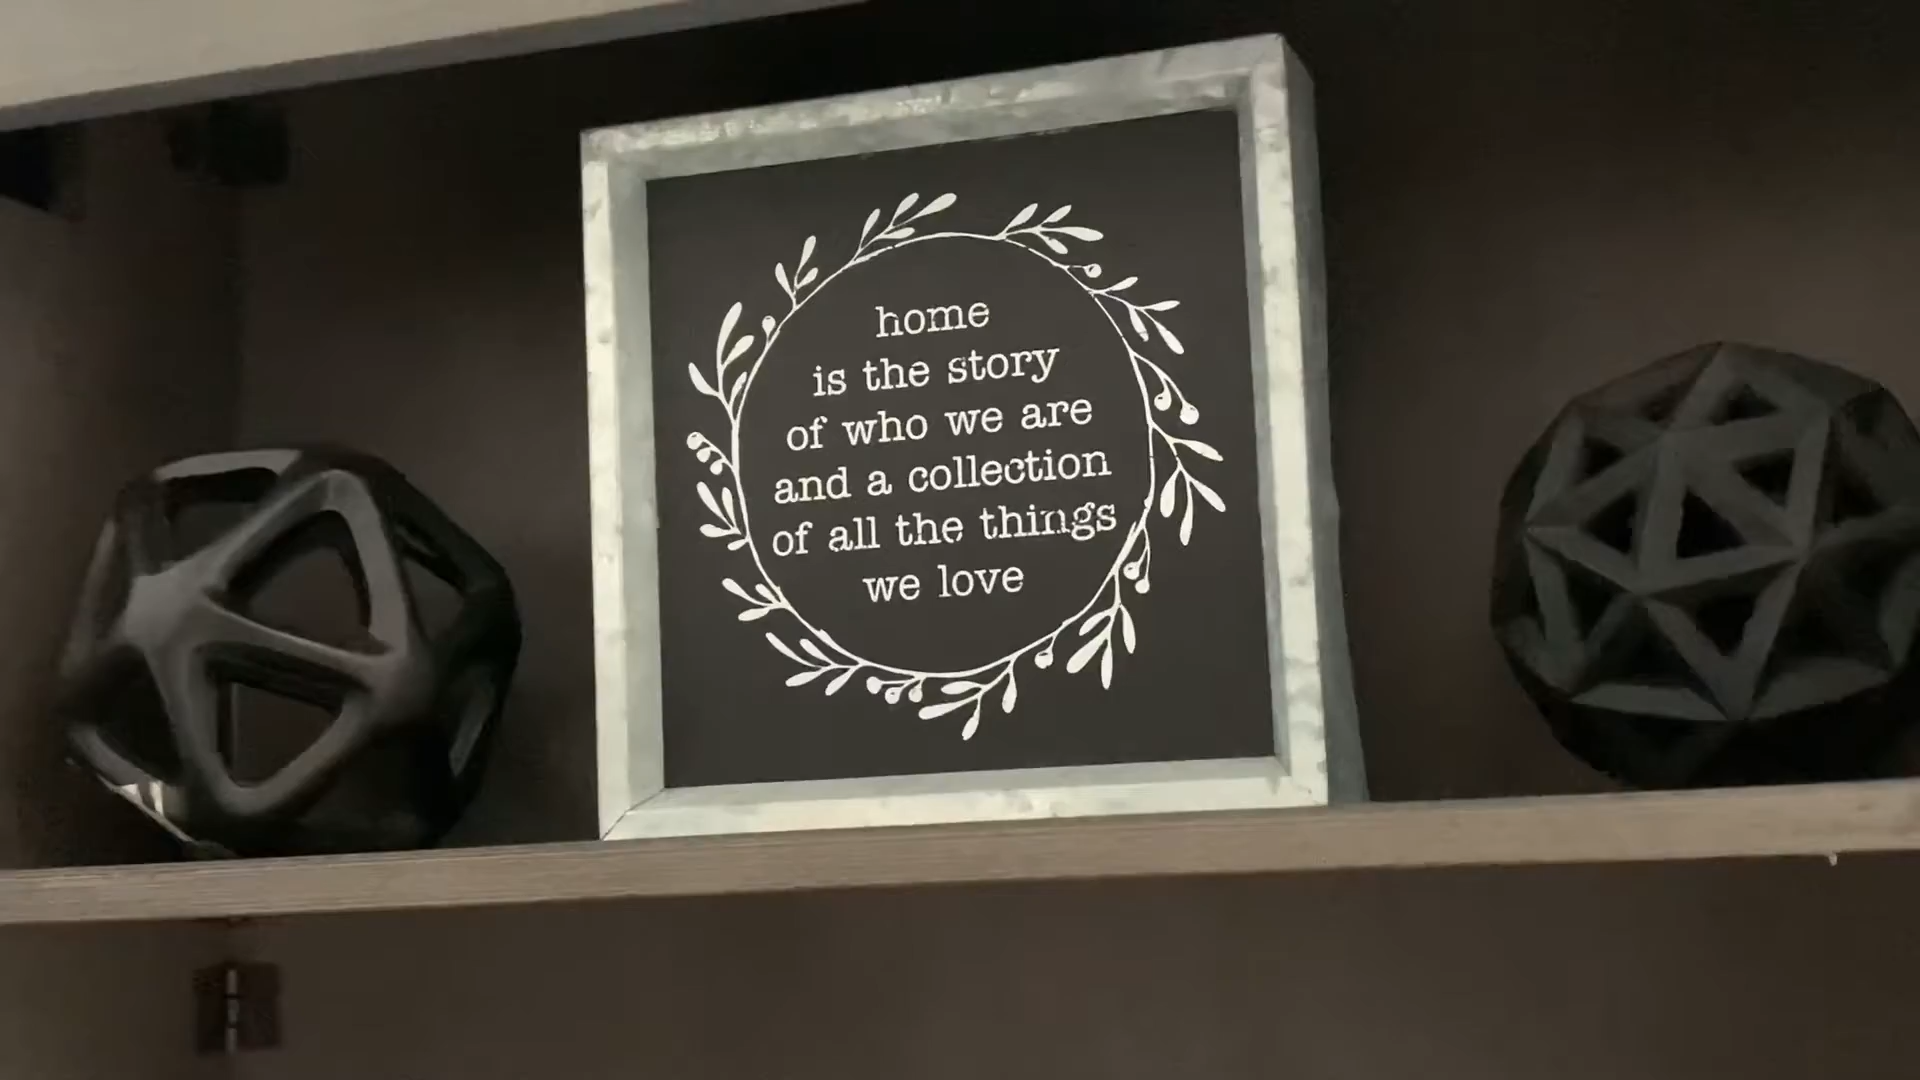 home
is the story
of who we are
and a collection
of all the things
we love